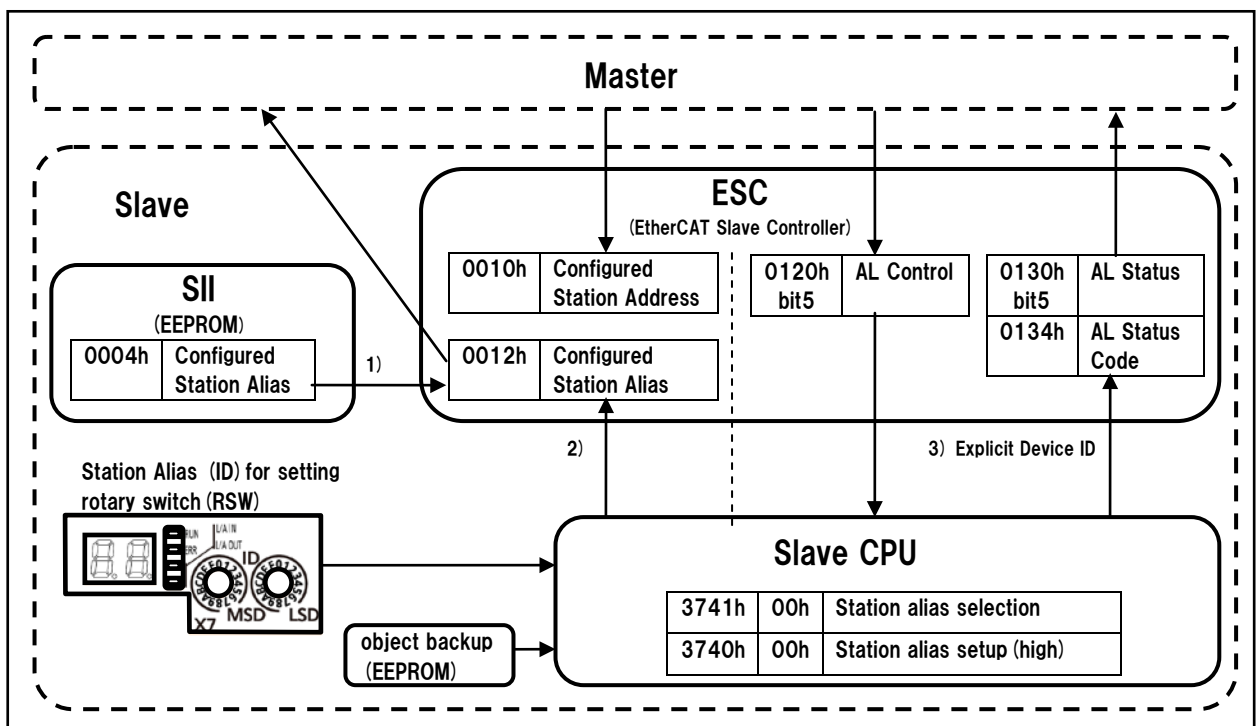 Master
Slave
ESC
(EtherCAT Slave Controller)
SII
(EEPROM)
0004h Configured
Station Alias
1)
0010h Configured
Station Address
0012h Configured
Station Alias
0120h AL Control
bit5
0130h AL Status
bit5
0134h AL Status
Code
2)
3) Explicit Device ID
Station Alias (ID) for setting
rotary switch (RSW)
RUN
ERR
L/A IN
L/A OUT
ID
MSD
LSD
X7
object backup
(EEPROM)
Slave CPU
3741h 00h Station alias selection
3740h 00h Station alias setup (high)